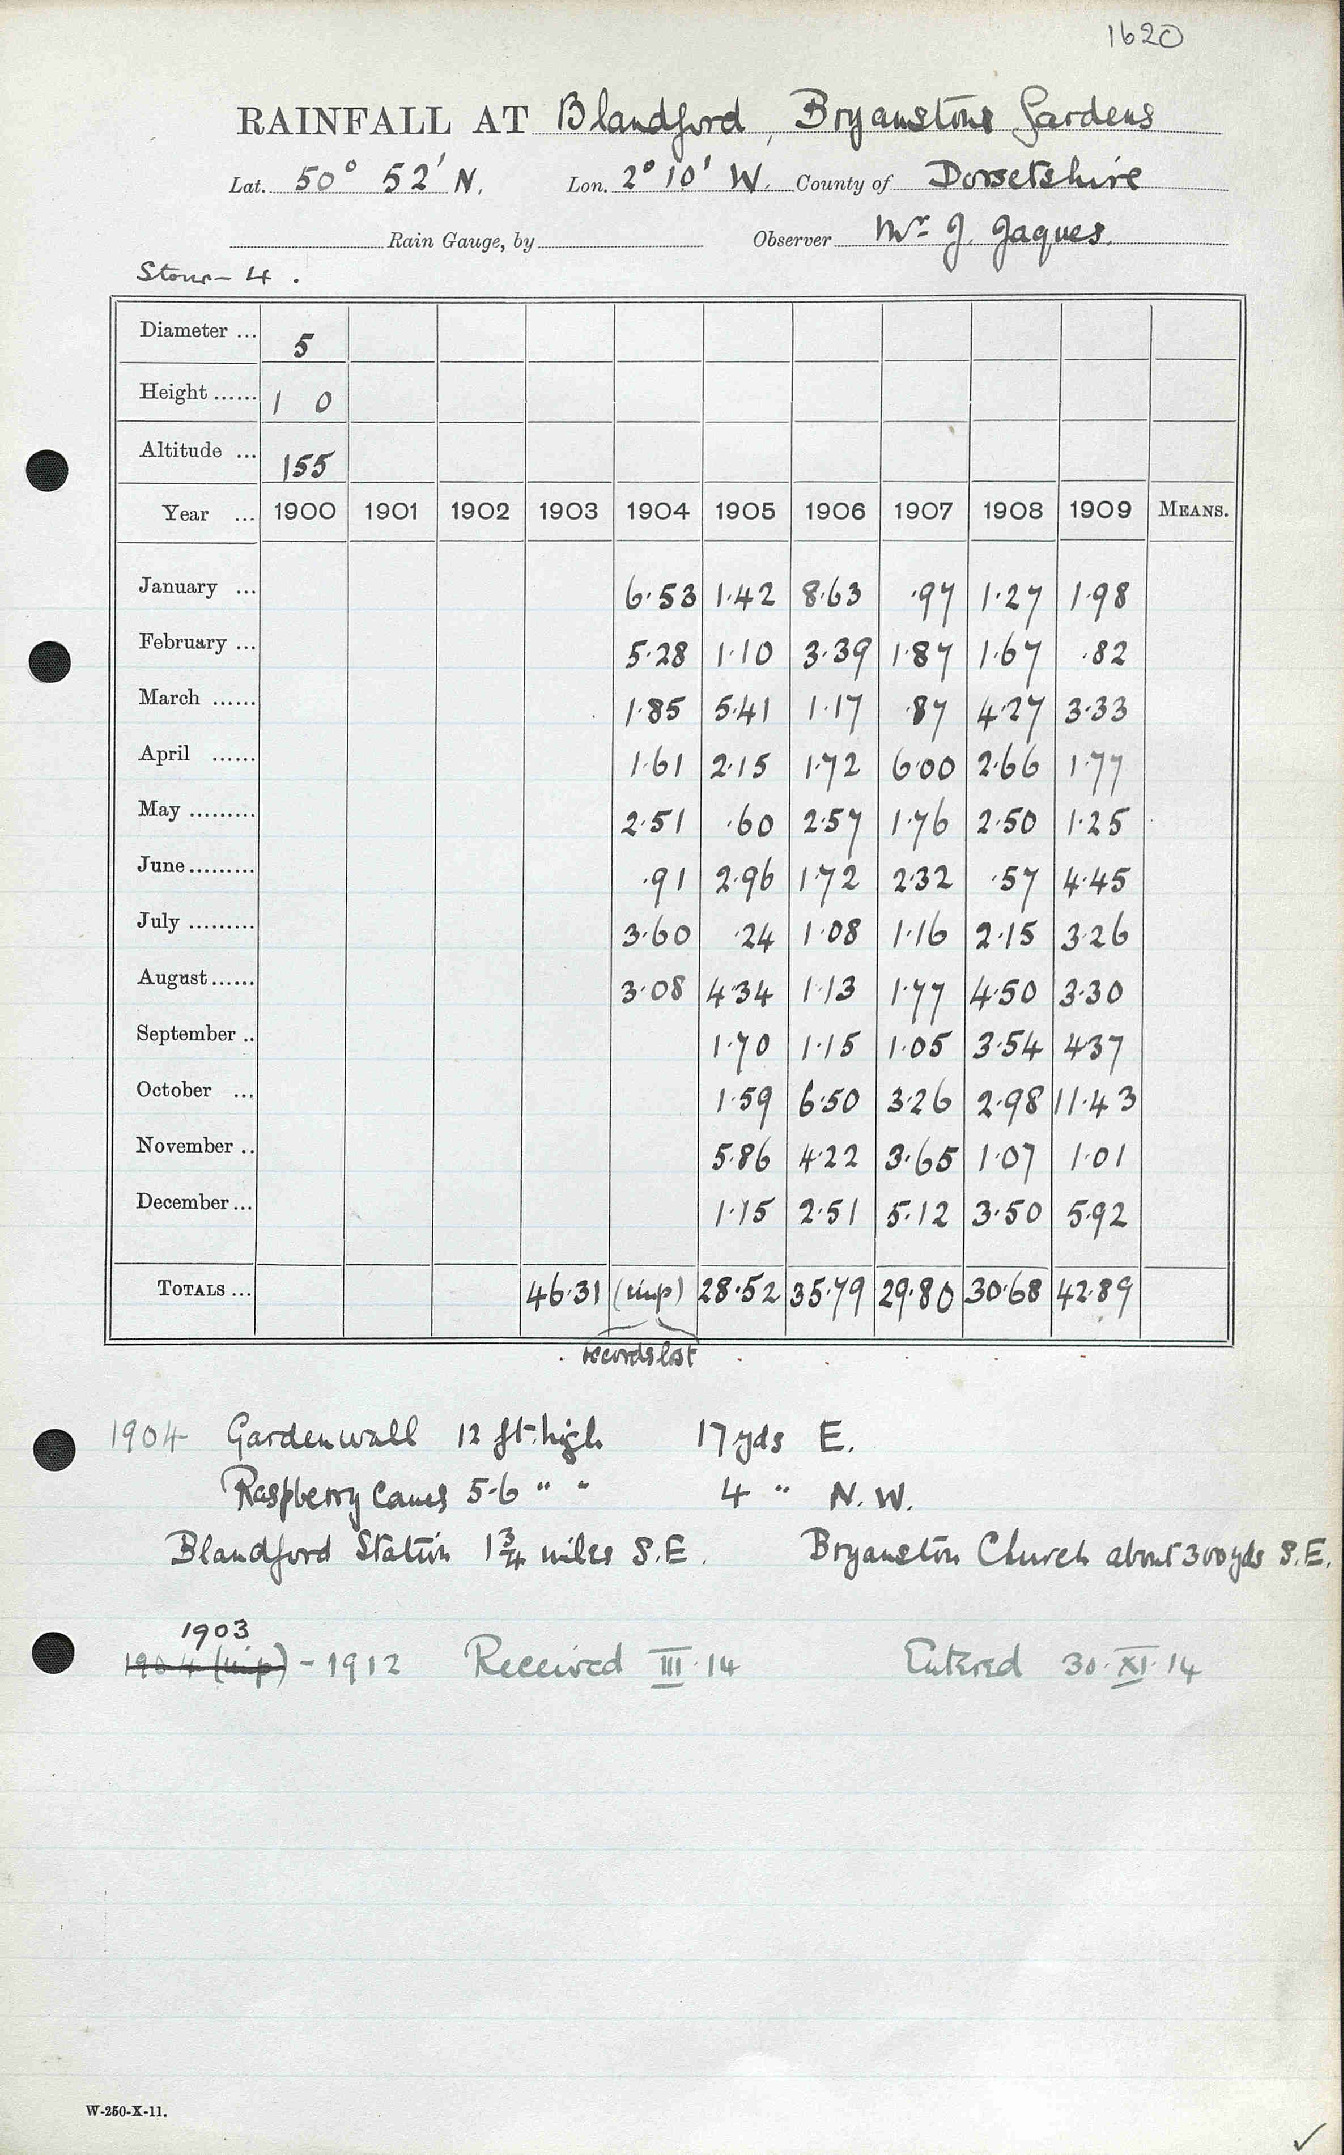 1620
RAINFALL AT Blandford, Bryanstone Gardens
Lat. 50° 52' N. Lon. 2° 10' W. County of Dorsetshire
Rain Gauge, by Observer Mr. J. Jaques.
Stour - 4.
Diameter ... 5
Height ...... 1 0
Altitude ... 155
Year ... 1900 1901 1902 1903 1904 1905 1906 1907 1908 1909 MEANS.
January ... 6.53 1.42 8.63 .97 1.27 1.98
February ... 5.28 1.10 3.39 1.87 1.67 .82
March ...... 1.85 5.41 1.17 .87 4.27 3.33
April ...... 1.61 2.15 1.72 6.00 2.66 1.77
May ......... 2.51 .60 2.57 1.76 2.50 1.25
June ......... .91 2.96 1.72 2.32 .57 4.45
July ......... 3.60 .24 1.08 1.16 2.15 3.26
August ...... 3.08 4.34 1.13 1.77 4.50 3.30
September .. 1.70 1.15 1.05 3.54 4.37
October ... 1.59 6.50 3.26 2.98 11.43
November .. 5.86 4.22 3.65 1.07 1.01
December ... 1.15 2.51 5.12 3.50 5.92
TOTALS ... 46.31 (imp) 28.52 35.79 29.80 30.68 42.89
records lost
1904 Garden wall 12 ft. high 17 yds E.
Raspberry Canes 5-6 " " 4 " N.W.
Blandford Station 1¾ miles S.E. Bryanston Church about 300 yds S.E.
1903
1904 (imp) - 1912 Received III.14 Entered 30.XI.14
W-250-X-11.